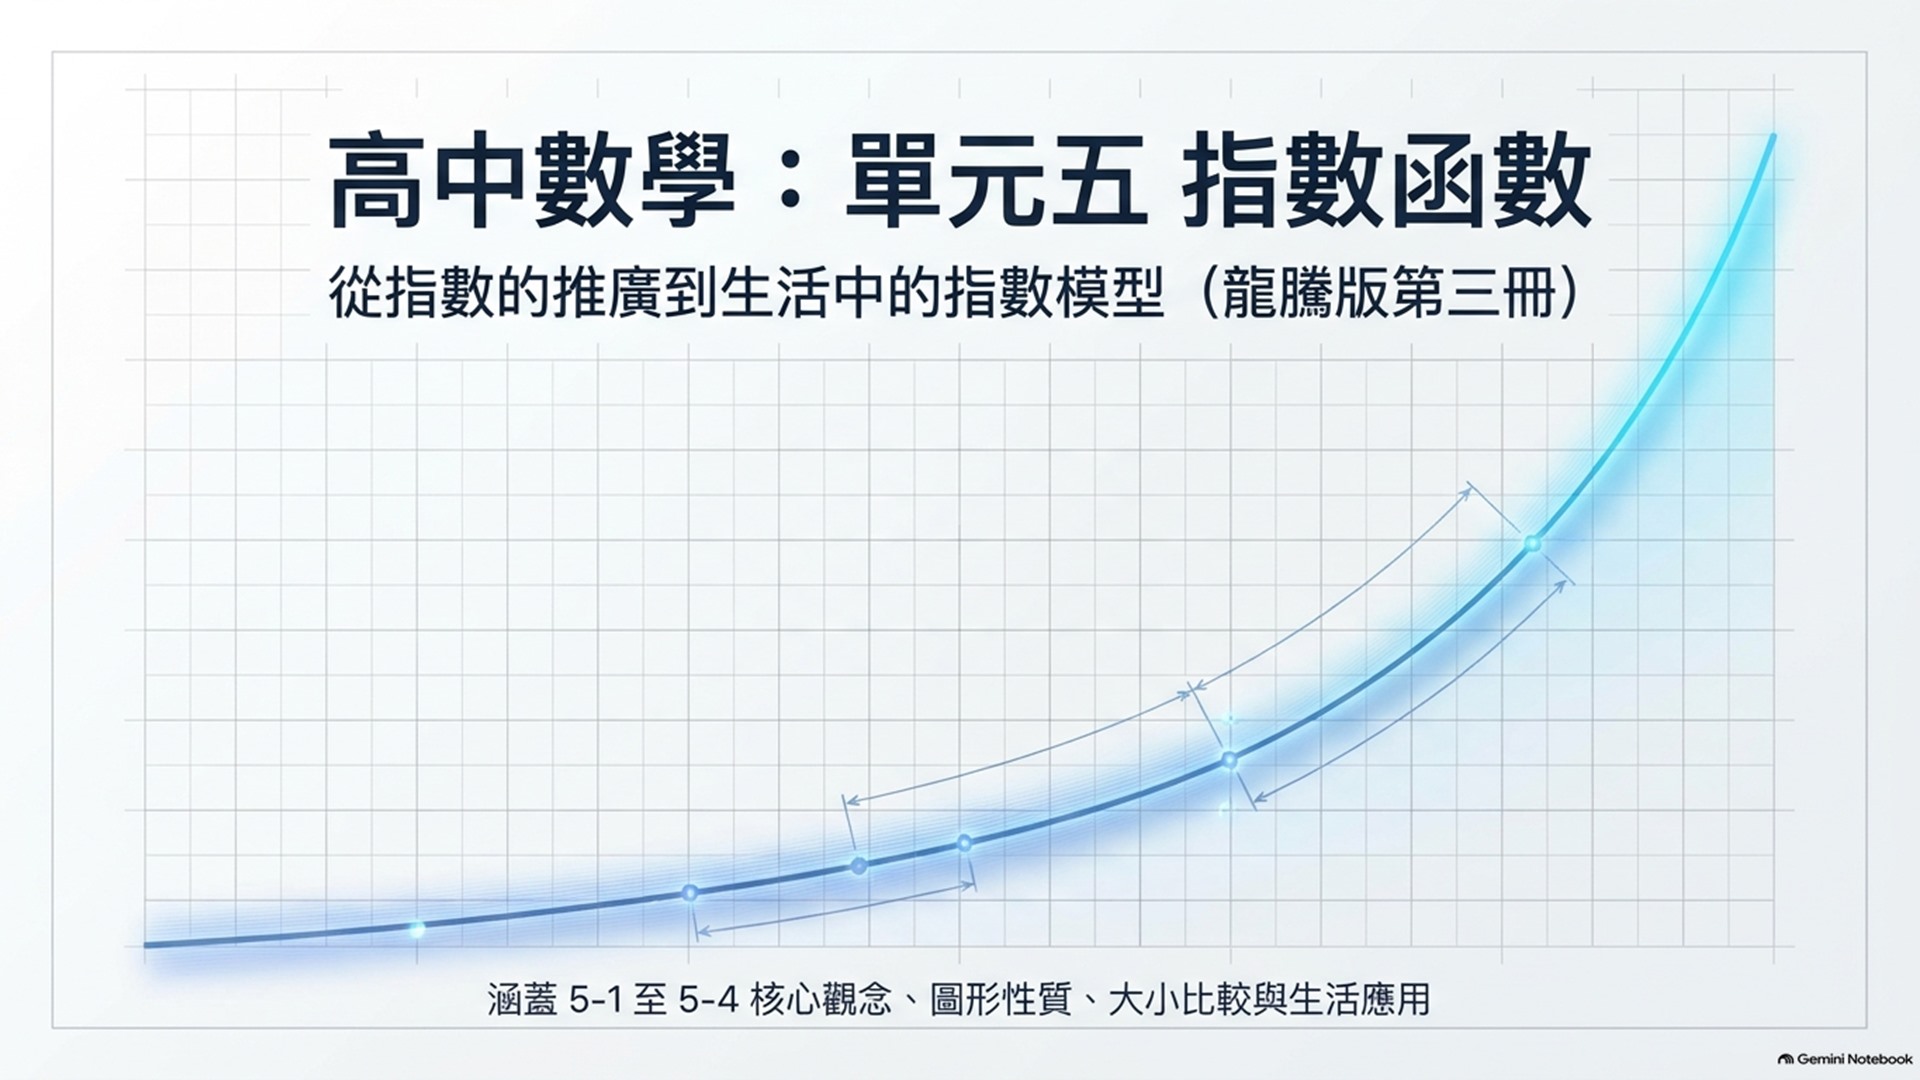 高中數學：單元五 指數函數
從指數的推廣到生活中的指數模型（龍騰版第三冊）
涵蓋 5-1 至 5-4 核心觀念、圖形性質、大小比較與生活應用
Gemini Notebook